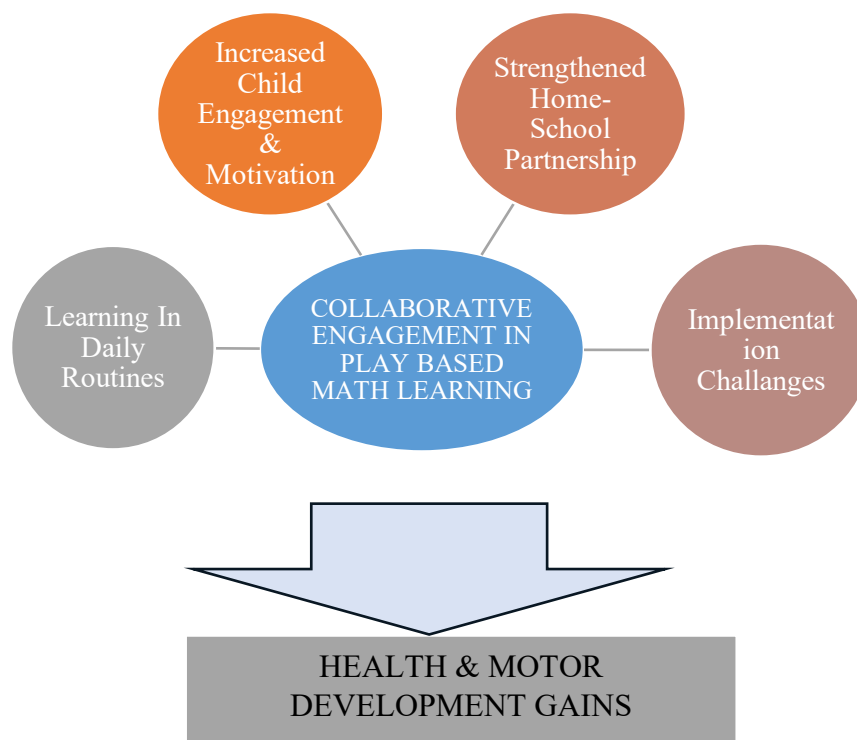 Increased
Child
Engagement
&
Motivation
Strengthened
Home-
School
Partnership
Learning In
Daily
Routines
COLLABORATIVE
ENGAGEMENT IN
PLAY BASED
MATH LEARNING
Implementat
ion
Challanges
HEALTH & MOTOR
DEVELOPMENT GAINS